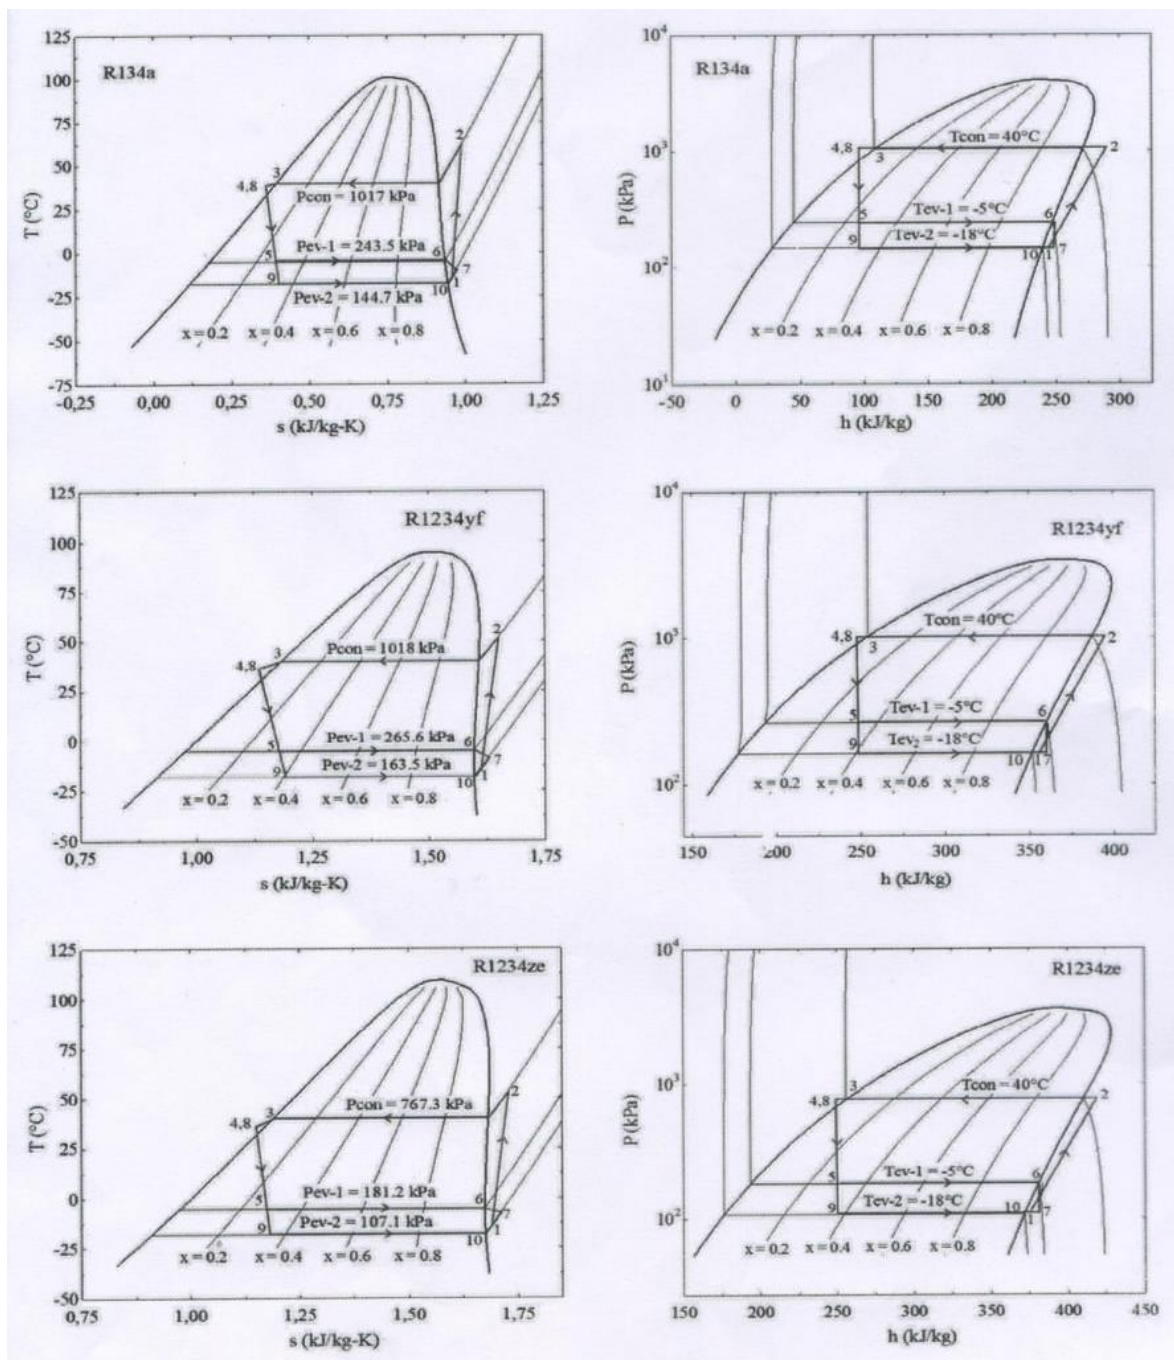 125
100
75
50
25
0
-25
-50
-75
T (°C)
R134a
2
3
4,8
Pcon = 1017 kPa
Pev-1 = 243.5 kPa
6
5
7
9
1
10
Pev-2 = 144.7 kPa
x = 0.2 x = 0.4 x = 0.6 x = 0.8
-0,25 0,00 0,25 0,50 0,75 1,00 1,25
s (kJ/kg-K)
10⁴
10³
10²
10¹
P (kPa)
R134a
Tcon = 40°C
4,8
3
2
5
Tev-1 = -5°C
6
9
Tev-2 = -18°C
10 1 7
x = 0.2 x = 0.4 x = 0.6 x = 0.8
-50 0 50 100 150 200 250 300
h (kJ/kg)
125
100
75
50
25
0
-25
-50
T (°C)
R1234yf
2
3
4,8
Pcon = 1018 kPa
Pev-1 = 265.6 kPa
6
5
7
9
Pev-2 = 163.5 kPa
10 1
x = 0.2 x = 0.4 x = 0.6 x = 0.8
0,75 1,00 1,25 1,50 1,75
s (kJ/kg-K)
10⁴
10³
10²
P (kPa)
R1234yf
Tcon = 40°C
4,8
3
2
5
Tev-1 = -5°C
6
9
Tev₂ = -18°C
10 1 7
x = 0.2 x = 0.4 x = 0.6 x = 0.8
150 200 250 300 350 400
h (kJ/kg)
125
100
75
50
25
0
-25
-50
T (°C)
R1234ze
2
3
4,8
Pcon = 767.3 kPa
Pev-1 = 181.2 kPa
6
5
7
9
Pev-2 = 107.1 kPa
10 1
x = 0.2 x = 0.4 x = 0.6 x = 0.8
0,75 1,00 1,25 1,50 1,75
s (kJ/kg-K)
10⁴
10³
10²
P (kPa)
R1234ze
3
Tcon = 40°C
4,8
2
5
Tev-1 = -5°C
6
9
Tev-2 = -18°C
10 1 7
x = 0.2 x = 0.4 x = 0.6 x = 0.8
150 200 250 300 350 400 450
h (kJ/kg)